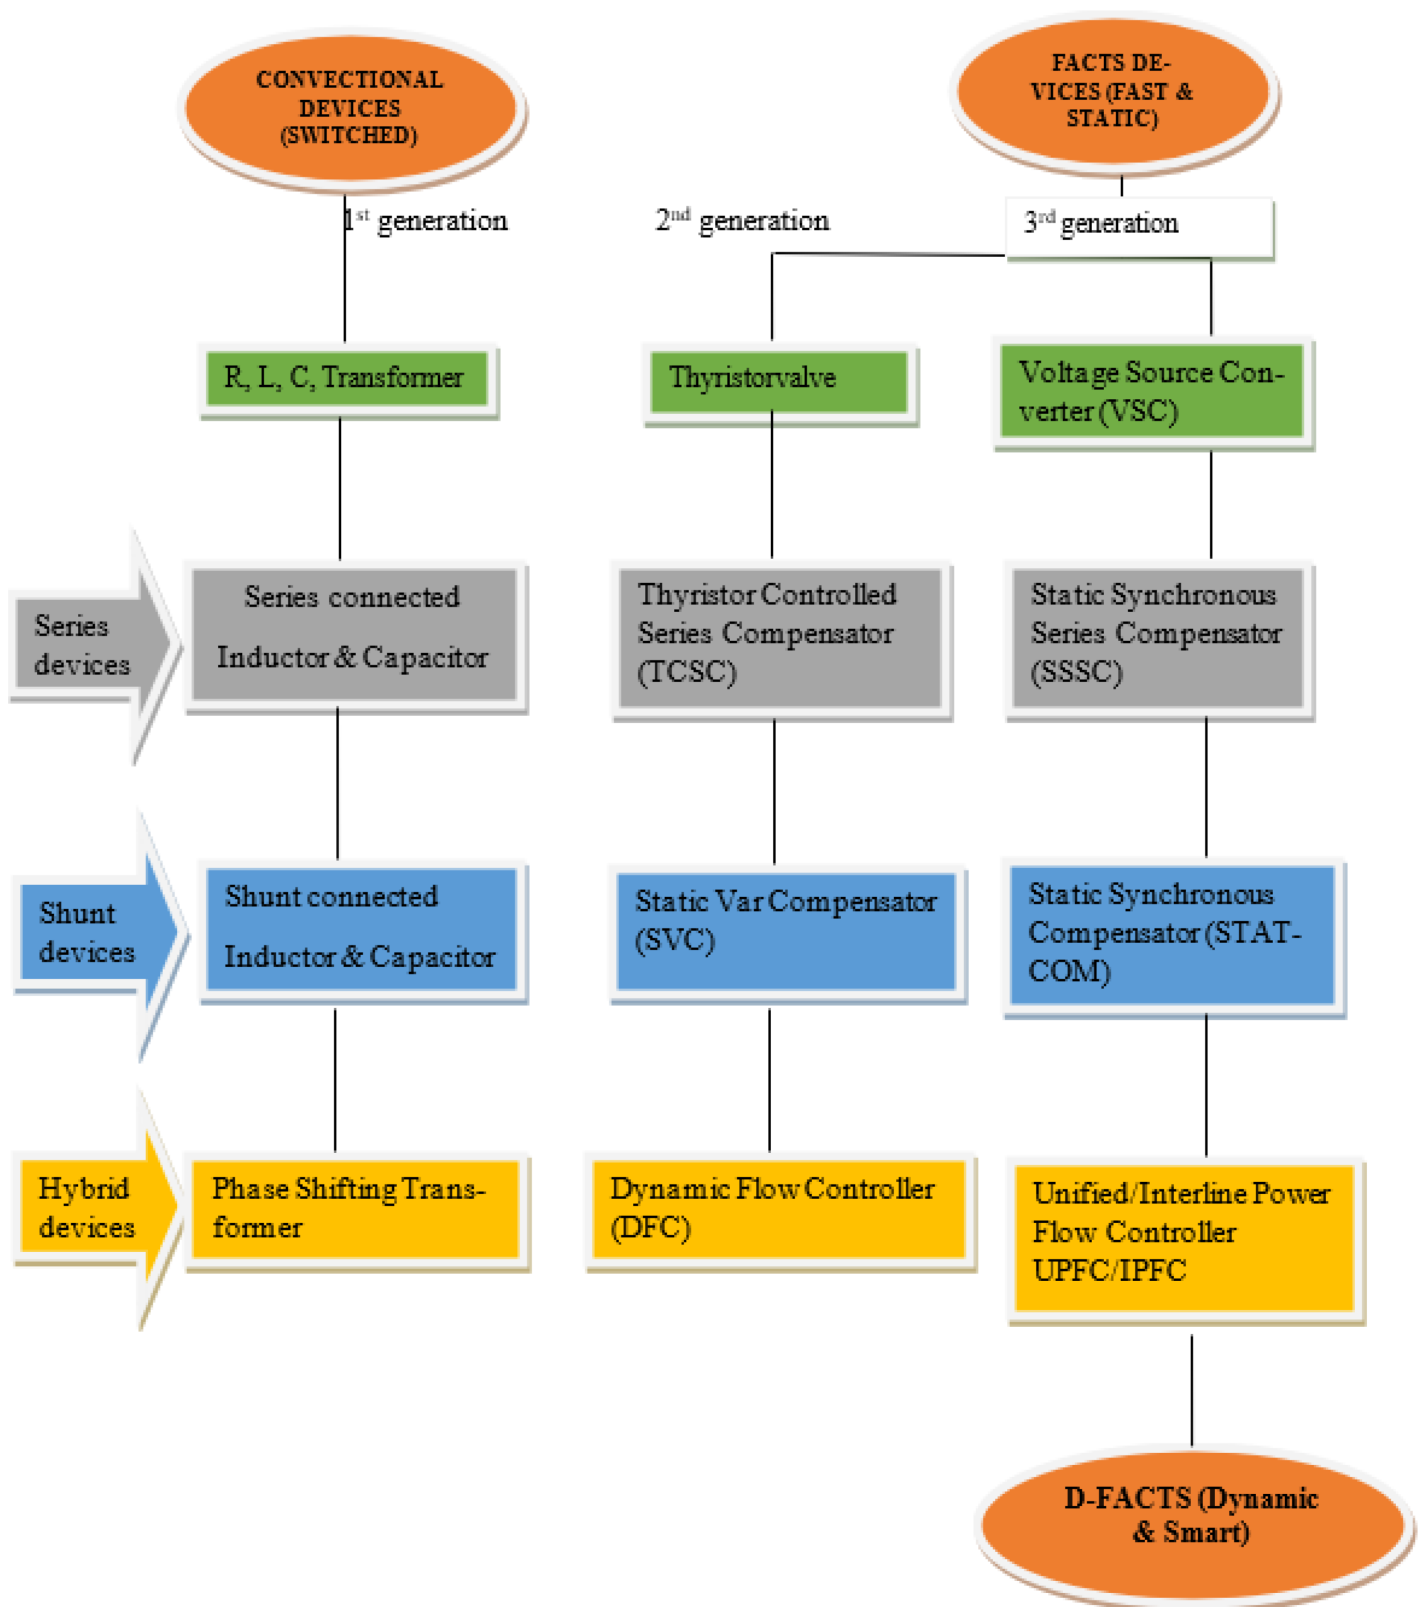 CONVECTIONAL
DEVICES
(SWITCHED)
FACTS DE-
VICES (FAST &
STATIC)
1st generation
2nd generation
3rd generation
R, L, C, Transformer
Thyristorvalve
Voltage Source Con-
verter (VSC)
Series
devices
Series connected
Inductor & Capacitor
Thyristor Controlled
Series Compensator
(TCSC)
Static Synchronous
Series Compensator
(SSSC)
Shunt
devices
Shunt connected
Inductor & Capacitor
Static Var Compensator
(SVC)
Static Synchronous
Compensator (STAT-
COM)
Hybrid
devices
Phase Shifting Trans-
former
Dynamic Flow Controller
(DFC)
Unified/Interline Power
Flow Controller
UPFC/IPFC
D-FACTS (Dynamic
& Smart)